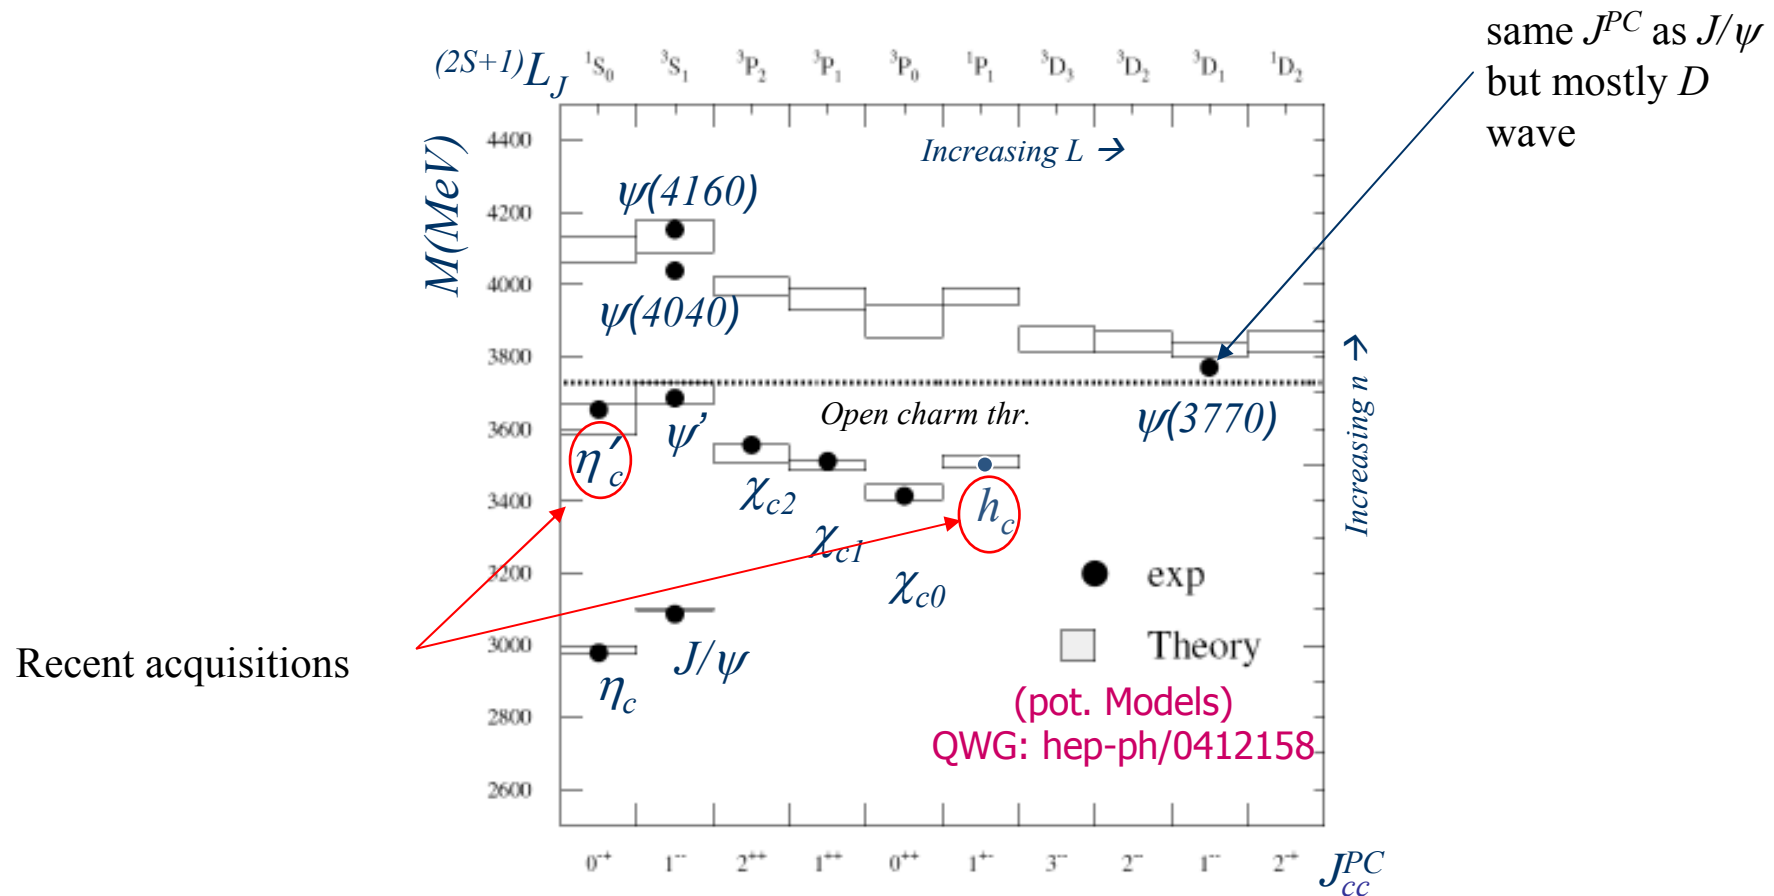 same J^PC as J/ψ
but mostly D
wave
(2S+1)L_J
¹S₀ ³S₁ ³P₂ ³P₁ ³P₀ ¹P₁ ³D₃ ³D₂ ³D₁ ¹D₂
M(MeV)
4400
4200
4000
3800
3600
3400
3200
3000
2800
2600
Increasing L →
ψ(4160)
ψ(4040)
Open charm thr.
ψ(3770)
Increasing n →
η′c
ψ’
χc2
χc1
χc0
hc
exp
Theory
Recent acquisitions
J/ψ
ηc
(pot. Models)
QWG: hep-ph/0412158
0⁻⁺ 1⁻⁻ 2⁺⁺ 1⁺⁺ 0⁺⁺ 1⁺⁻ 3⁻⁻ 2⁻⁻ 1⁻⁻ 2⁻⁺
J^PC
cc